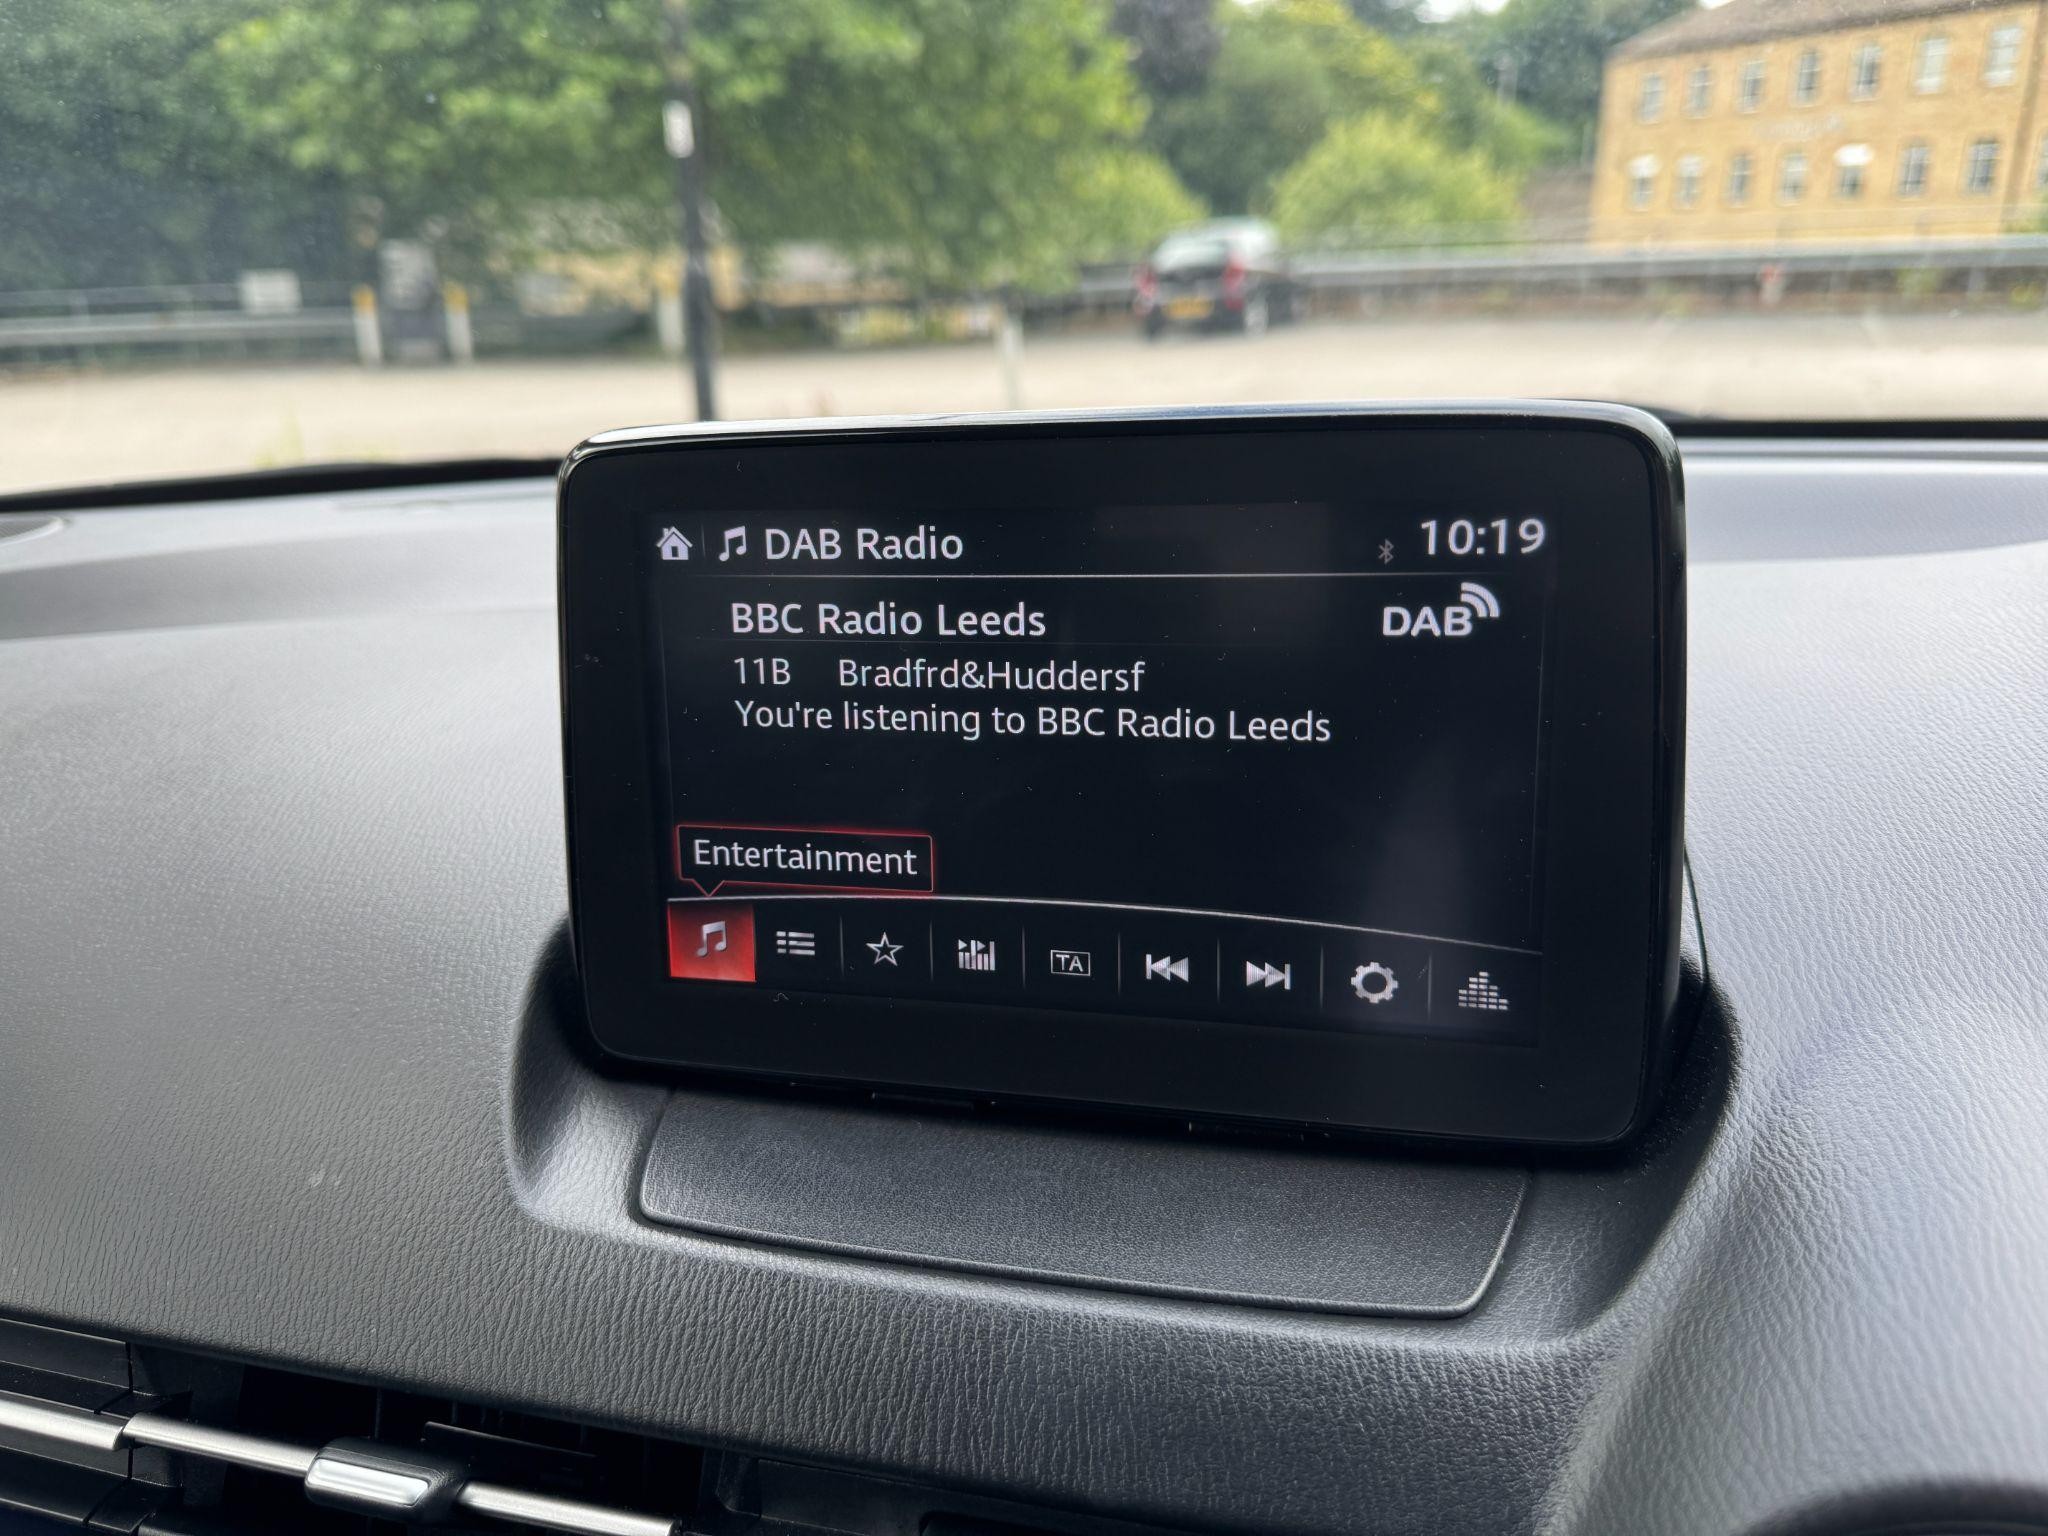 DAB Radio
10:19
BBC Radio Leeds
DAB
11B Bradfrd&Huddersf
You're listening to BBC Radio Leeds
Entertainment
TA